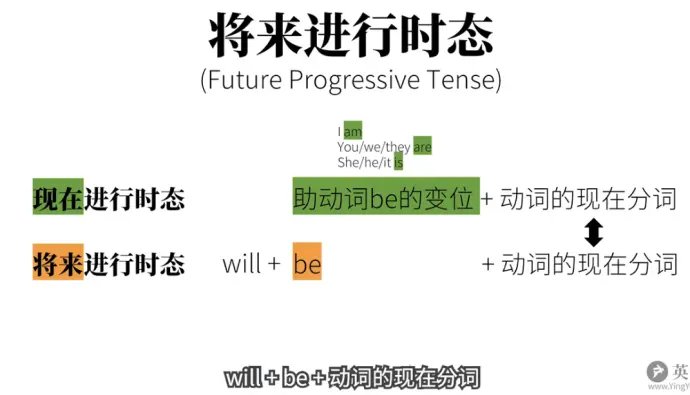 将来进行时态
(Future Progressive Tense)
I am
You/we/they are
She/he/it is
现在进行时态 助动词be的变位 + 动词的现在分词
将来进行时态 will + be + 动词的现在分词
will + be + 动词的现在分词
英
www.YingY